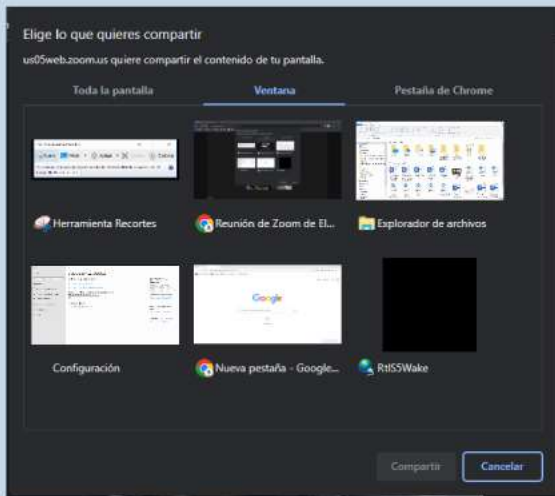 Elige lo que quieres compartir
us05web.zoom.us quiere compartir el contenido de tu pantalla.
Toda la pantalla
Ventana
Pestaña de Chrome
Herramienta Recortes
Reunión de Zoom de El...
Explorador de archivos
Google
Configuración
Nueva pestaña - Google...
RtlS5Wake
Compartir
Cancelar